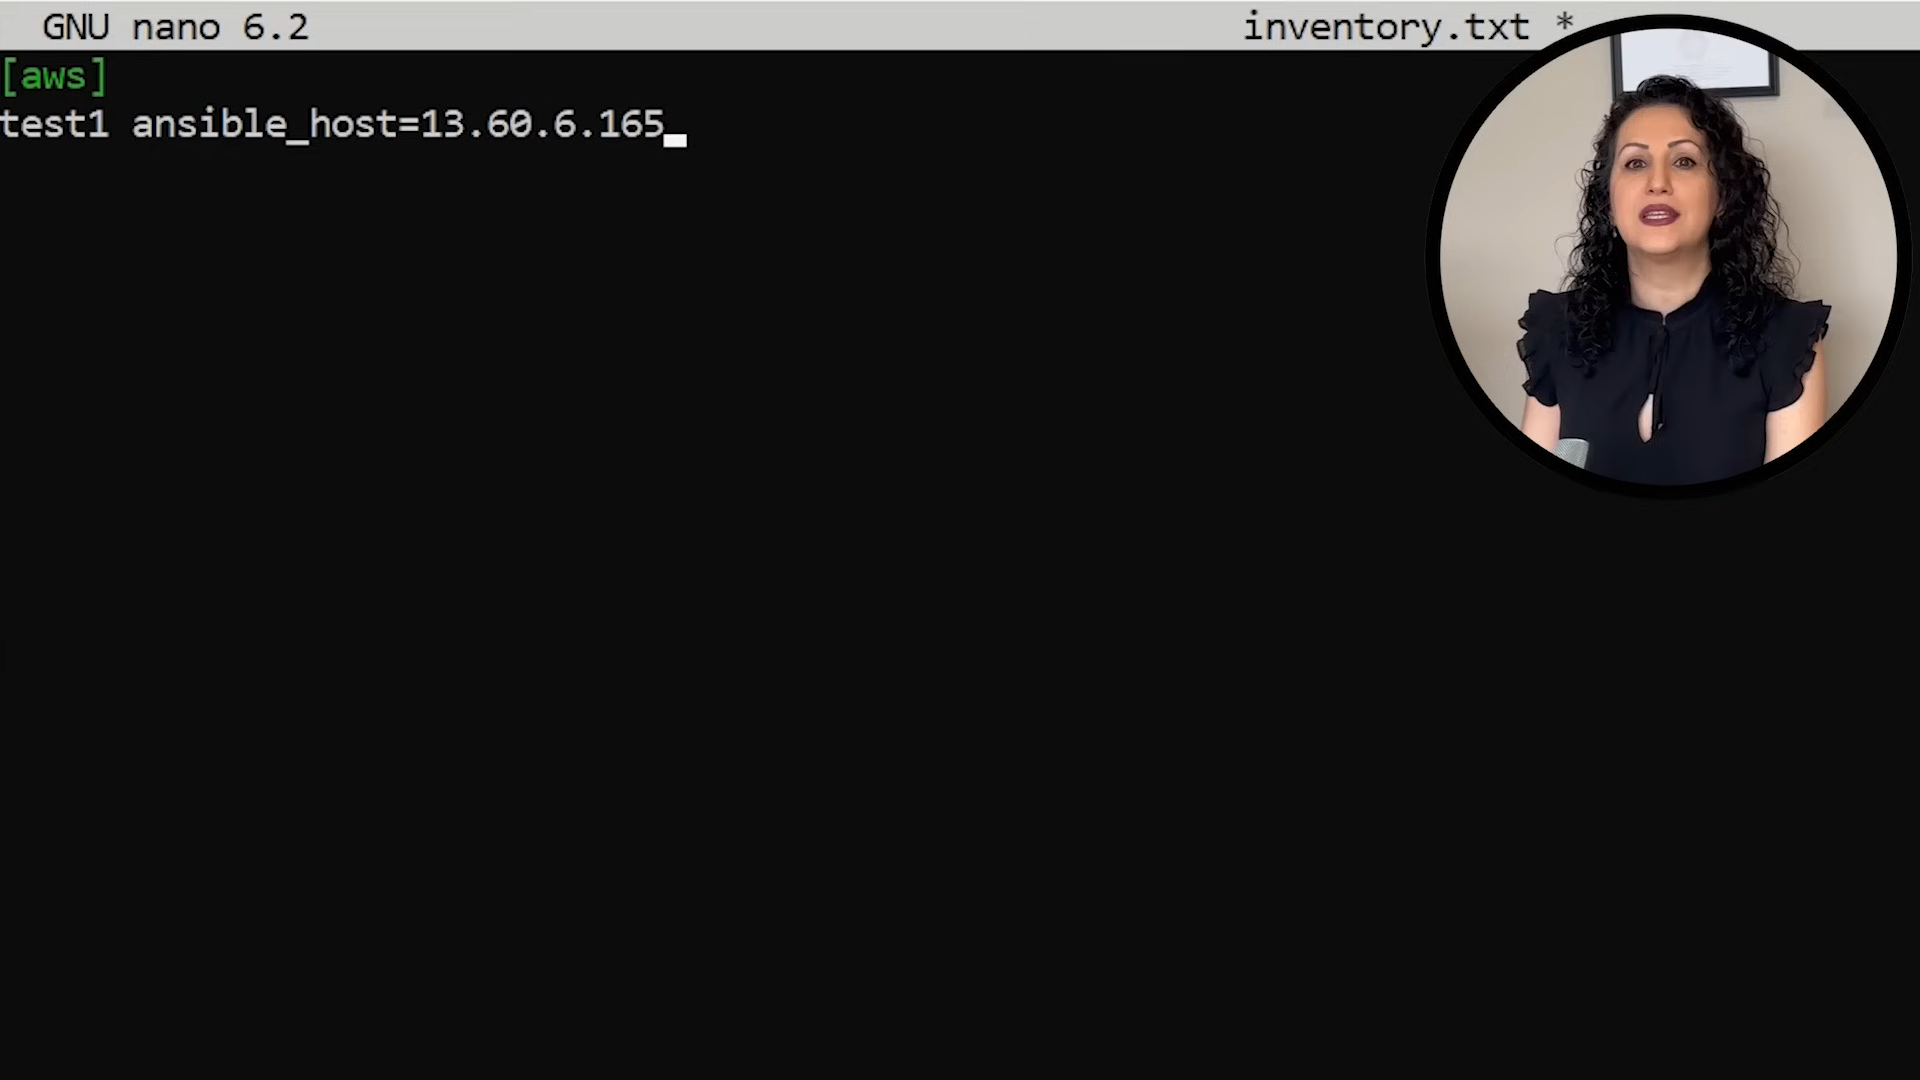 GNU nano 6.2
inventory.txt *
[aws]
test1 ansible_host=13.60.6.165